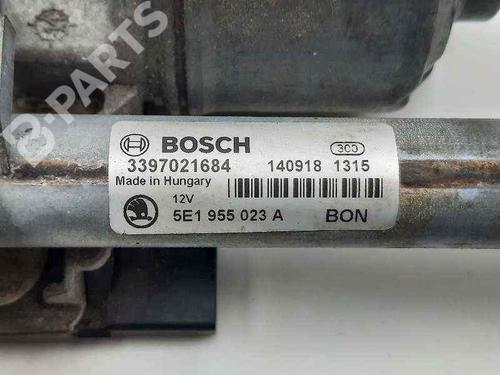 B-PARTS
BOSCH 300
3397021684 140918 1315
Made in Hungary
12V
5E1 955 023 A BON